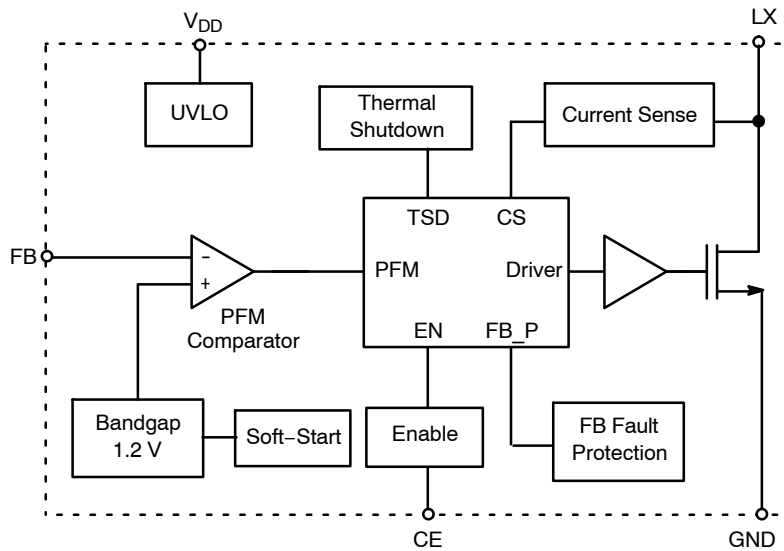 VDD
LX
UVLO
Thermal
Shutdown
Current Sense
TSD
CS
FB
−
+
PFM
Driver
PFM
Comparator
EN
FB_P
Bandgap
1.2 V
Soft−Start
Enable
FB Fault
Protection
CE
GND